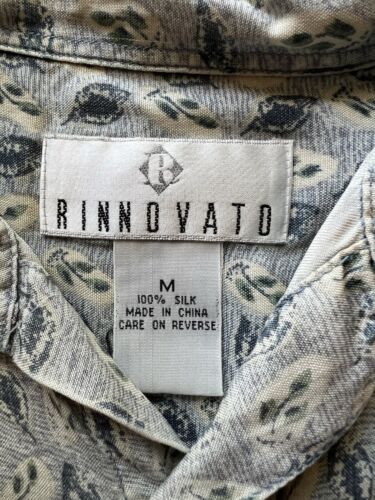 R
RINNOVATO
M
100% SILK
MADE IN CHINA
CARE ON REVERSE